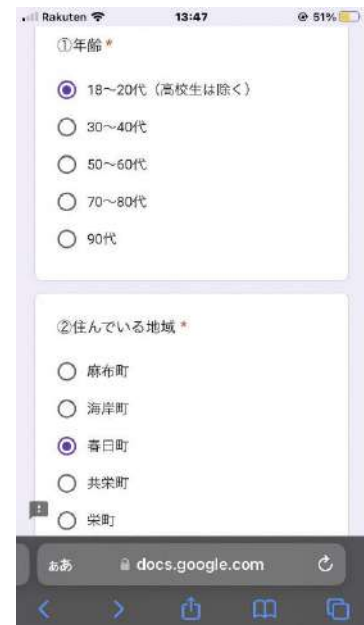 Rakuten 13:47 51%
①年齢*
18〜20代（高校生は除く）
30〜40代
50〜60代
70〜80代
90代
②住んでいる地域*
麻布町
海岸町
春日町
共栄町
栄町
ぁあ docs.google.com